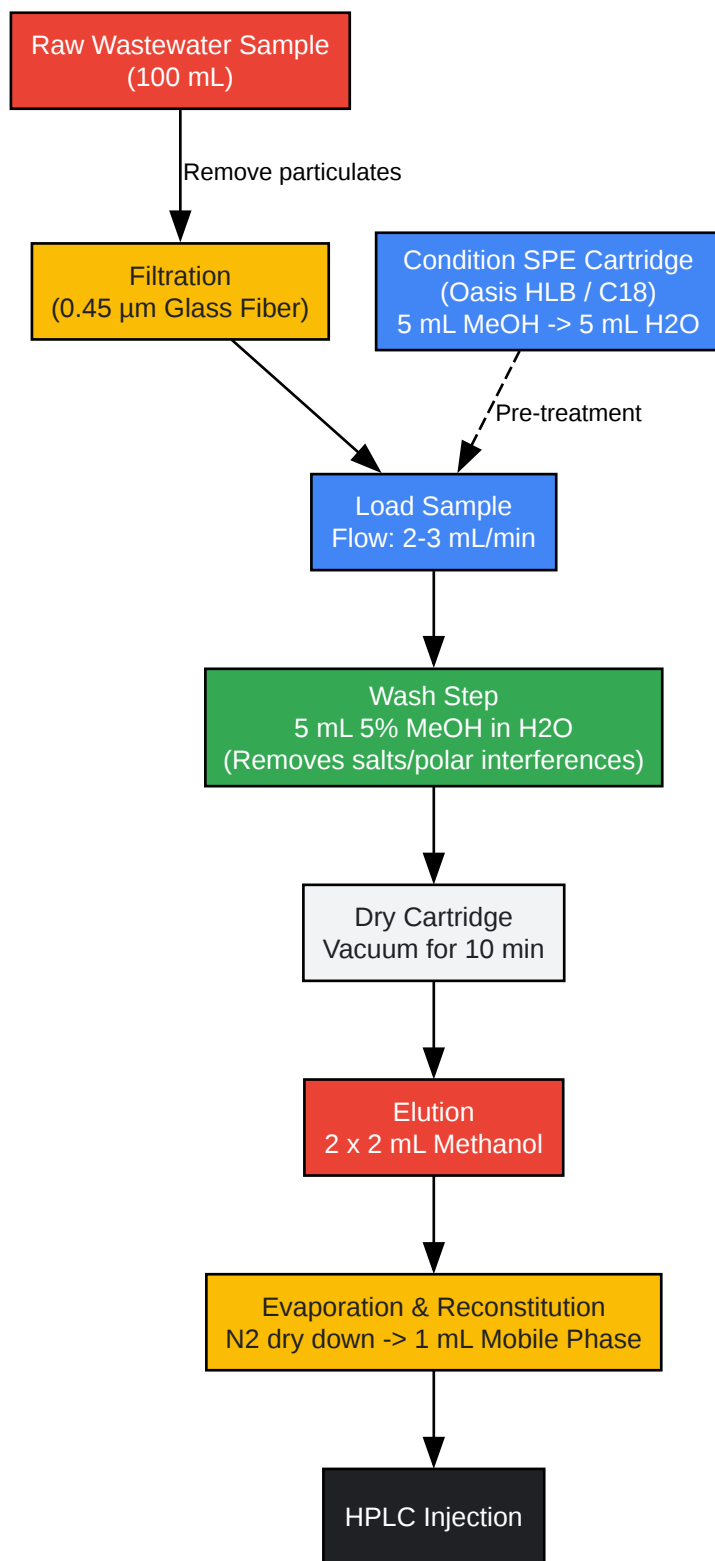 Raw Wastewater Sample
(100 mL)
Remove particulates
Filtration
(0.45 µm Glass Fiber)
Condition SPE Cartridge
(Oasis HLB / C18)
5 mL MeOH -> 5 mL H2O
Pre-treatment
Load Sample
Flow: 2-3 mL/min
Wash Step
5 mL 5% MeOH in H2O
(Removes salts/polar interferences)
Dry Cartridge
Vacuum for 10 min
Elution
2 x 2 mL Methanol
Evaporation & Reconstitution
N2 dry down -> 1 mL Mobile Phase
HPLC Injection